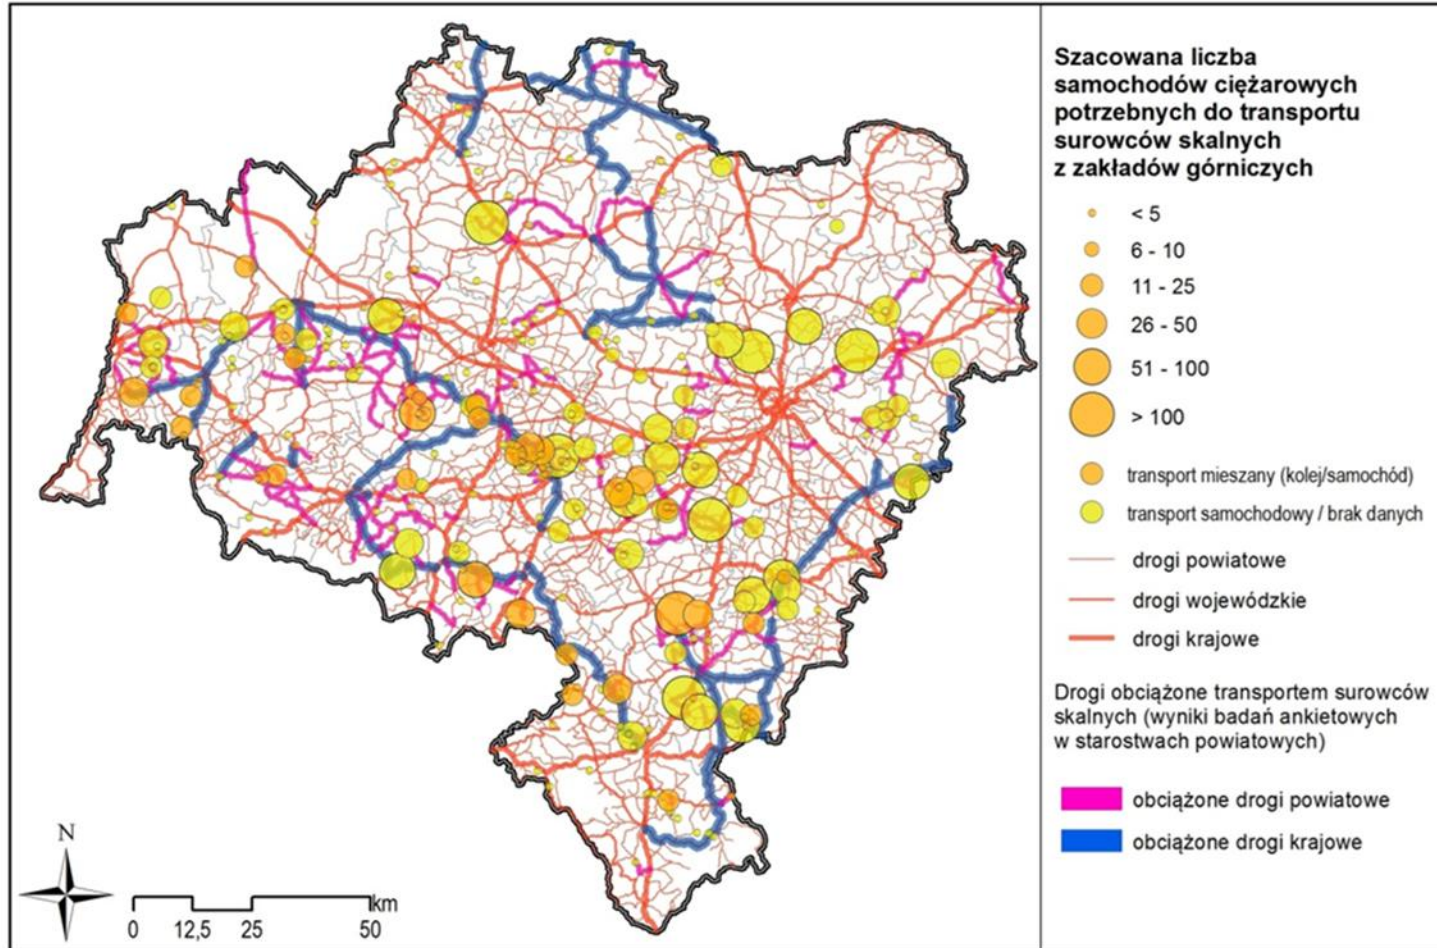 Szacowana liczba
samochodów ciężarowych
potrzebnych do transportu
surowców skalnych
z zakładów górniczych
< 5
6 - 10
11 - 25
26 - 50
51 - 100
> 100
transport mieszany (kolej/samochód)
transport samochodowy / brak danych
drogi powiatowe
drogi wojewódzkie
drogi krajowe
Drogi obciążone transportem surowców
skalnych (wyniki badań ankietowych
w starostwach powiatowych)
obciążone drogi powiatowe
obciążone drogi krajowe
N
km
0 12,5 25 50